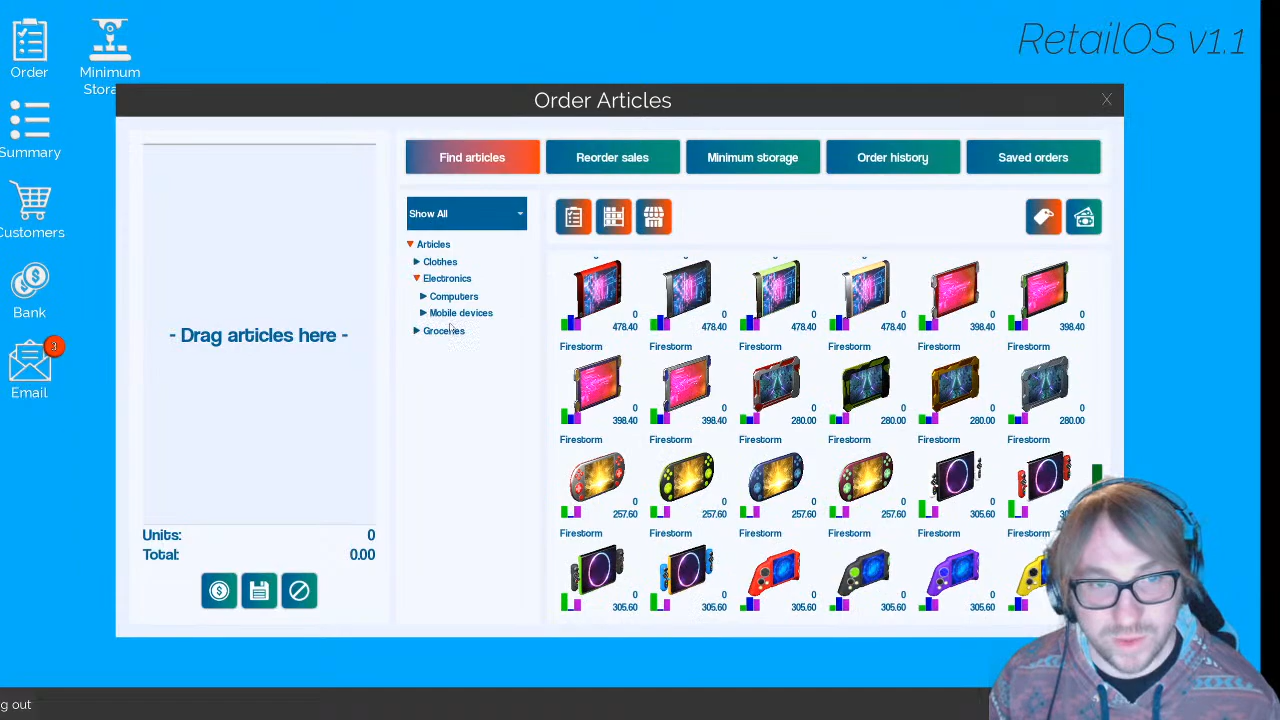 RetailOS v1.1
Order
Minimum
Stora
Summary
Customers
Bank
3
Email
Order Articles
X
Find articles
Reorder sales
Minimum storage
Order history
Saved orders
Show All
Articles
Clothes
Electronics
Computers
Mobile devices
Groceries
- Drag articles here -
Units: 0
Total: 0.00
0 0 0 0 0 0
478.40 478.40 478.40 478.40 398.40 398.40
Firestorm Firestorm Firestorm Firestorm Firestorm Firestorm
0 0 0 0 0 0
398.40 398.40 280.00 280.00 280.00 280.00
Firestorm Firestorm Firestorm Firestorm Firestorm Firestorm
0 0 0 0 0 0
257.60 257.60 257.60 257.60 305.60
Firestorm Firestorm Firestorm Firestorm Firestorm Firestorm
0 0 0 0 0
305.60 305.60 305.60 305.60 305.60
g out